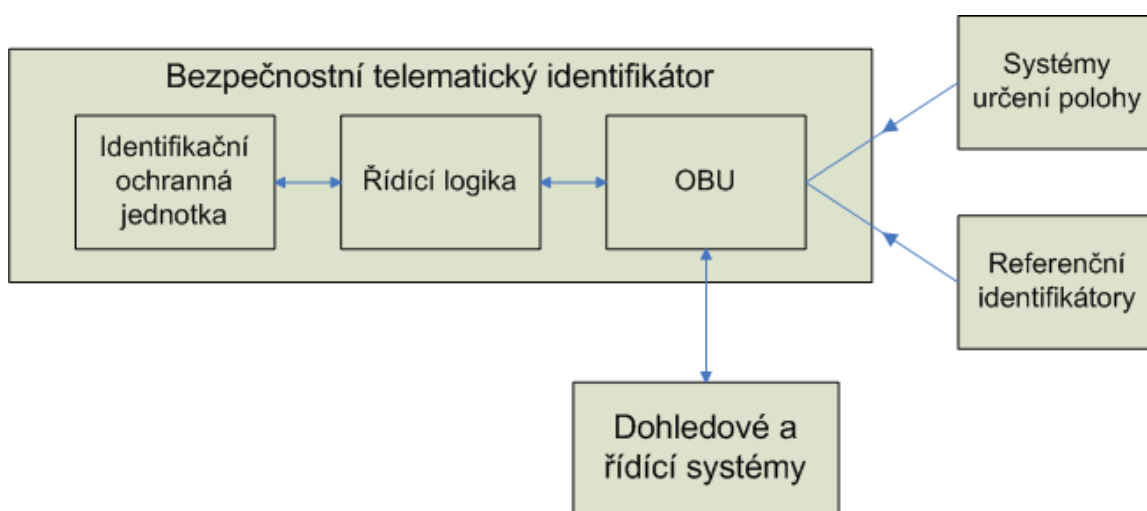 Bezpečnostní telematický identifikátor
Identifikační
ochranná
jednotka
Řídící logika
OBU
Systémy
určení polohy
Referenční
identifikátory
Dohledové a
řídící systémy